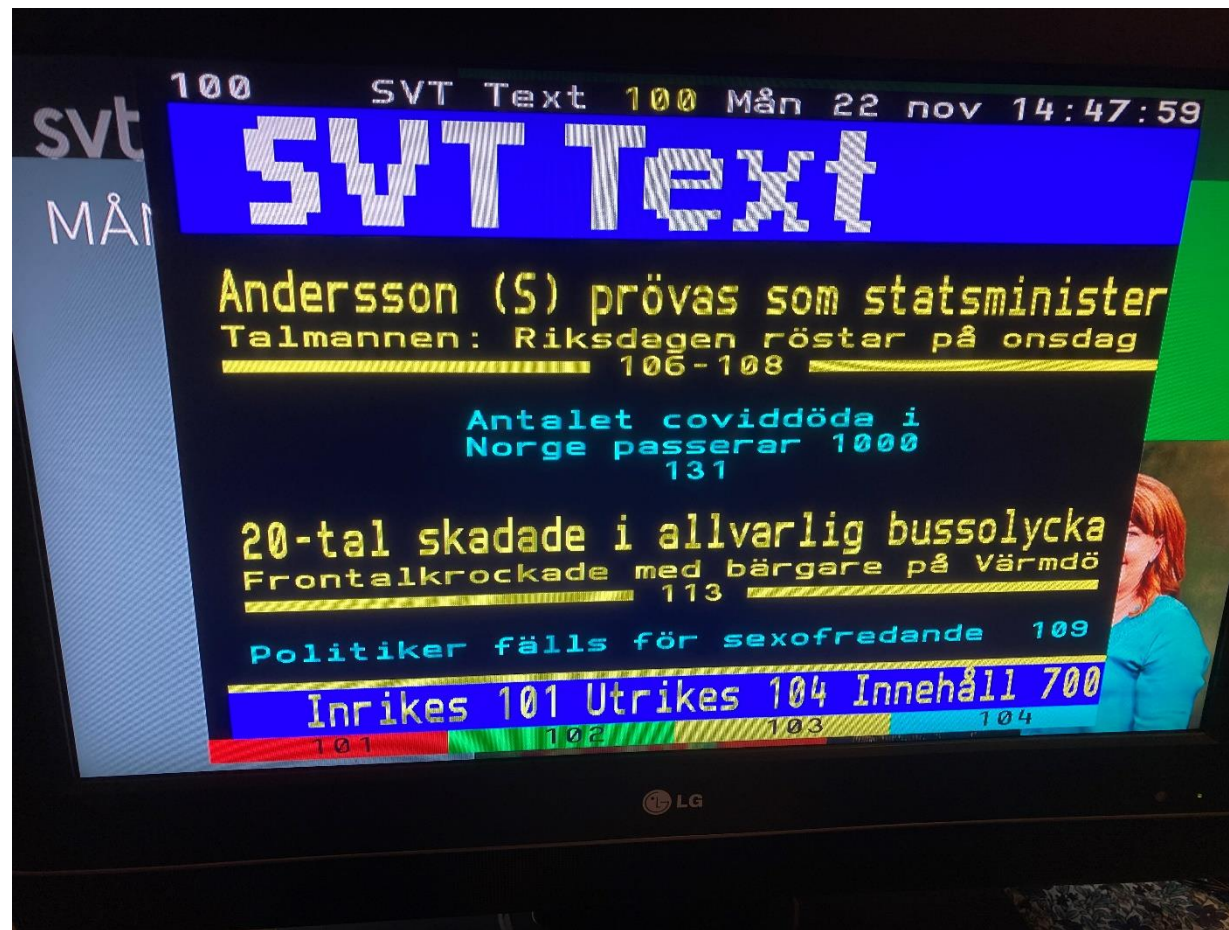 100 SVT Text 100 Mån 22 nov 14:47:59
svt
SVT Text
MÅN
Andersson (S) prövas som statsminister
Talmannen: Riksdagen röstar på onsdag
106-108
Antalet coviddöda i
Norge passerar 1000
131
20-tal skadade i allvarlig bussolycka
Frontalkrockade med bärgare på Värmdö
113
Politiker fälls för sexofredande 109
Inrikes 101 Utrikes 104 Innehåll 700
101 102 103 104
LG